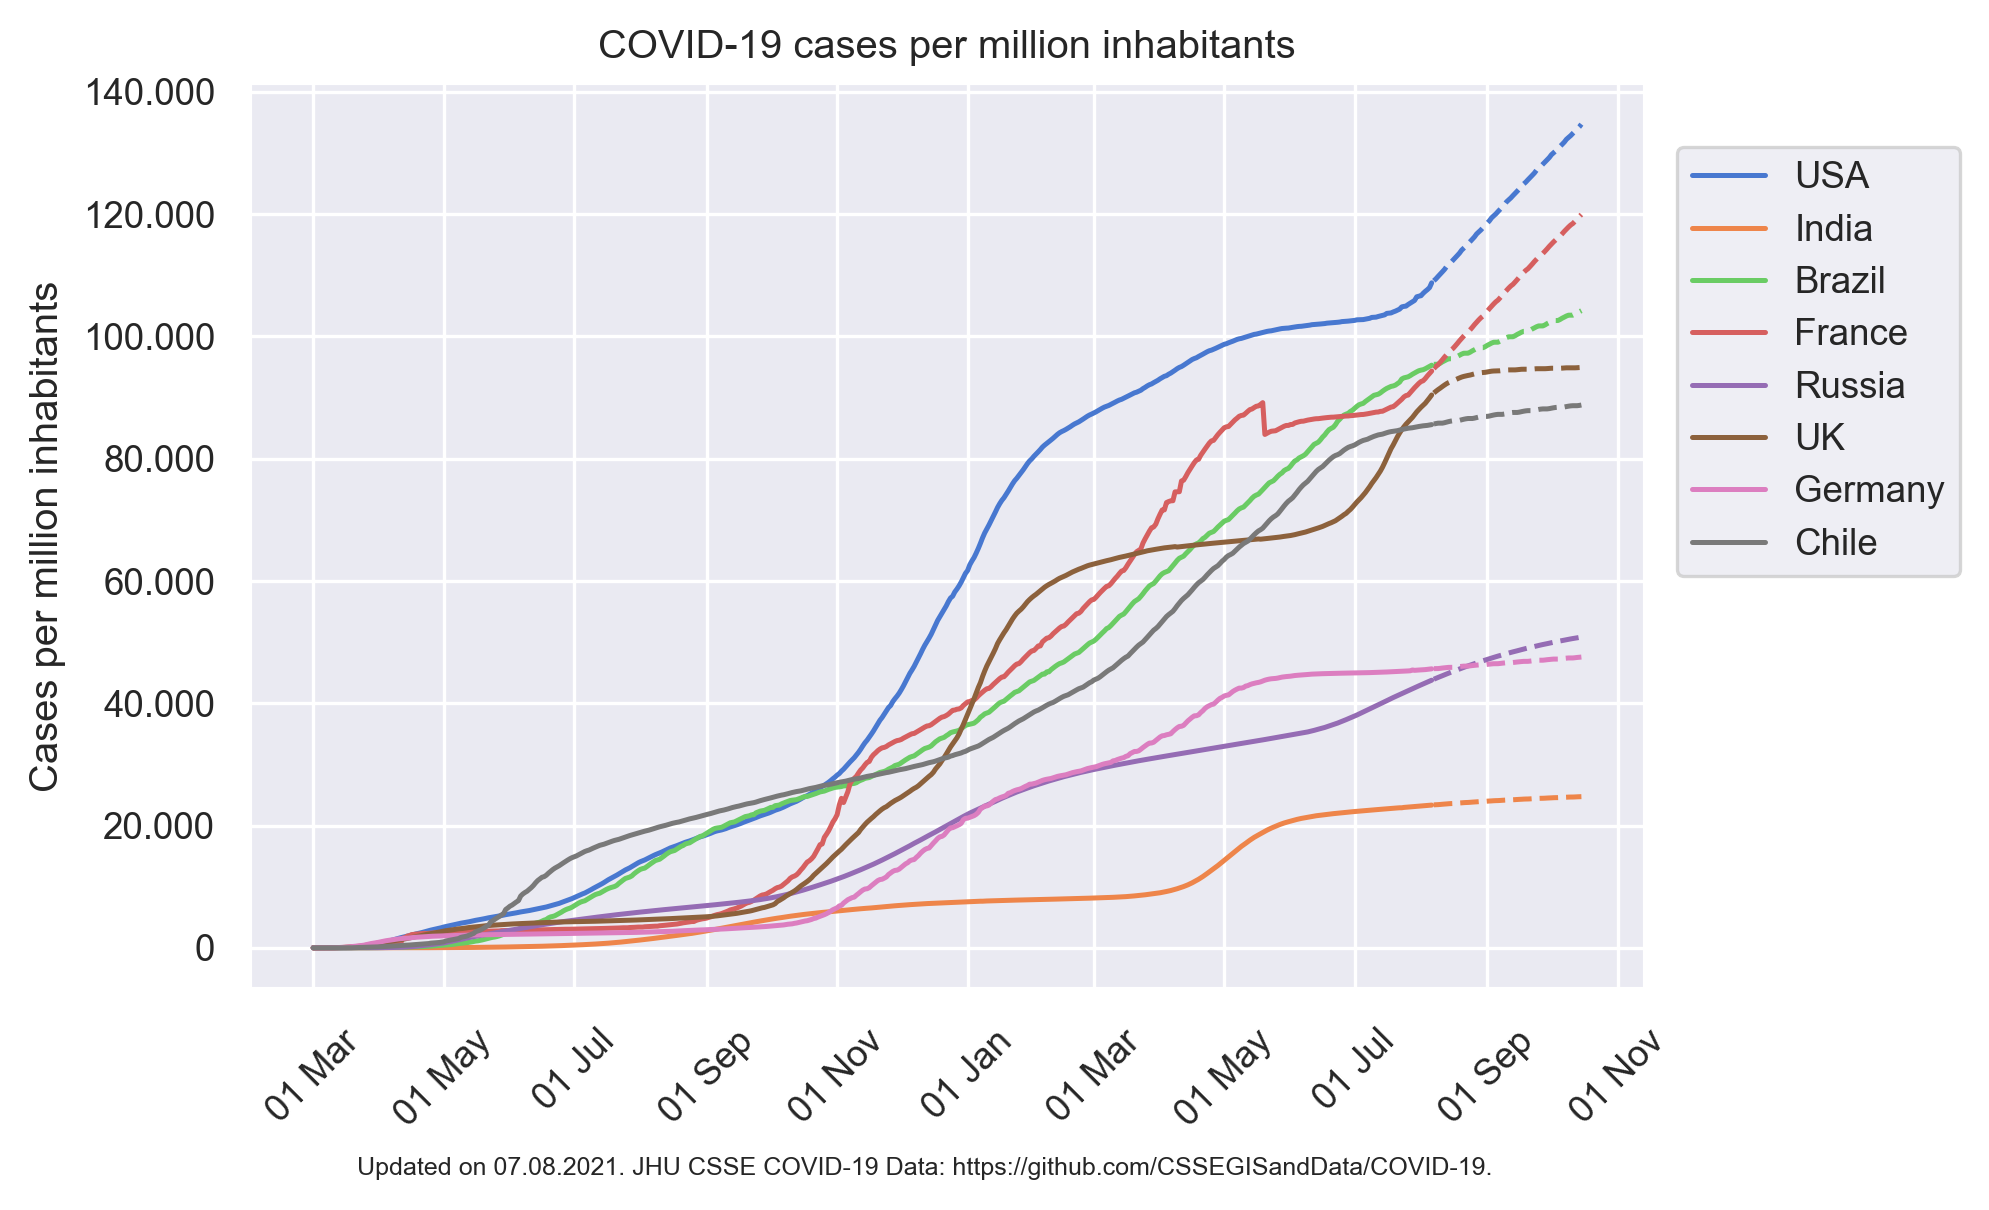 COVID-19 cases per million inhabitants
Cases per million inhabitants
140.000
120.000
100.000
80.000
60.000
40.000
20.000
0
01 Mar
01 May
01 Jul
01 Sep
01 Nov
01 Jan
01 Mar
01 May
01 Jul
01 Sep
01 Nov
USA
India
Brazil
France
Russia
UK
Germany
Chile
Updated on 07.08.2021. JHU CSSE COVID-19 Data: https://github.com/CSSEGISandData/COVID-19.